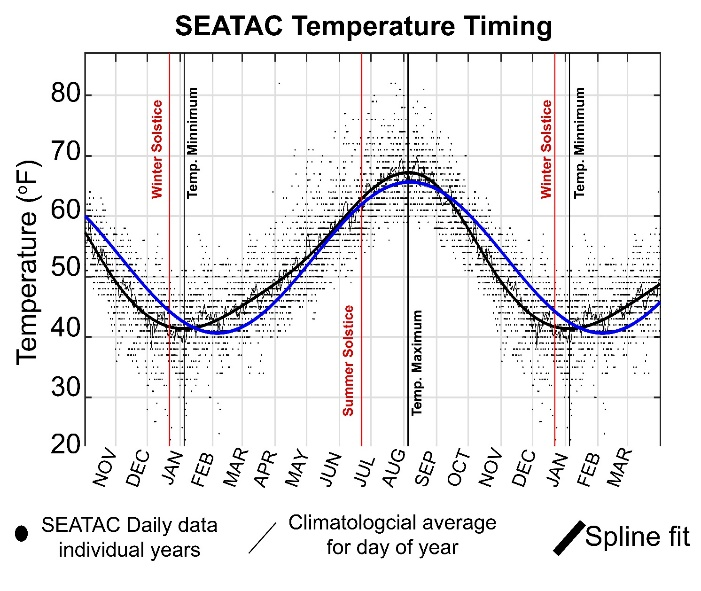 SEATAC Temperature Timing
Temperature (°F)
80
70
60
50
40
30
20
Winter Solstice
Temp. Minnimum
Summer Solstice
Temp. Maximum
Winter Solstice
Temp. Minnimum
NOV
DEC
JAN
FEB
MAR
APR
MAY
JUN
JUL
AUG
SEP
OCT
NOV
DEC
JAN
FEB
MAR
SEATAC Daily data
individual years
Climatologcial average
for day of year
Spline fit